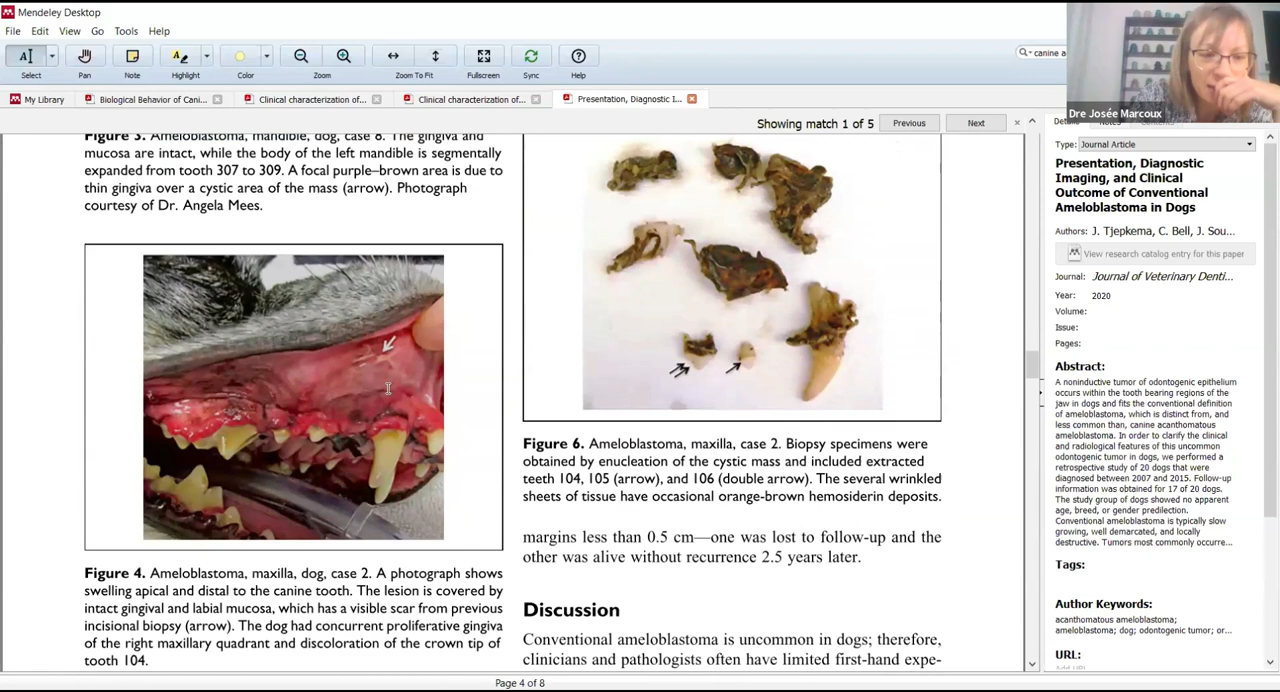 Mendeley Desktop
File Edit View Go Tools Help
Select Pan Note Highlight Color Zoom Zoom To Fit Fullscreen Sync Help
canine a
Dre Josée Marcoux
My Library Biological Behavior of Cani... Clinical characterization of... Clinical characterization of... Presentation, Diagnostic I...
Showing match 1 of 5 Previous Next
Figure 3. Ameloblastoma, mandible, dog, case 8. The gingiva and
mucosa are intact, while the body of the left mandible is segmentally
expanded from tooth 307 to 309. A focal purple–brown area is due to
thin gingiva over a cystic area of the mass (arrow). Photograph
courtesy of Dr. Angela Mees.
Figure 4. Ameloblastoma, maxilla, dog, case 2. A photograph shows
swelling apical and distal to the canine tooth. The lesion is covered by
intact gingival and labial mucosa, which has a visible scar from previous
incisional biopsy (arrow). The dog had concurrent proliferative gingiva
of the right maxillary quadrant and discoloration of the crown tip of
tooth 104.
Figure 6. Ameloblastoma, maxilla, case 2. Biopsy specimens were
obtained by enucleation of the cystic mass and included extracted
teeth 104, 105 (arrow), and 106 (double arrow). The several wrinkled
sheets of tissue have occasional orange-brown hemosiderin deposits.
margins less than 0.5 cm—one was lost to follow-up and the
other was alive without recurrence 2.5 years later.
Discussion
Conventional ameloblastoma is uncommon in dogs; therefore,
clinicians and pathologists often have limited first-hand expe-
Details Notes Contents
Type: Journal Article
Presentation, Diagnostic
Imaging, and Clinical
Outcome of Conventional
Ameloblastoma in Dogs
Authors: J. Tjepkema, C. Bell, J. Sou...
View research catalog entry for this paper
Journal: Journal of Veterinary Denti...
Year: 2020
Volume:
Issue:
Pages:
Abstract:
A noninductive tumor of odontogenic epithelium
occurs within the tooth bearing regions of the
jaw in dogs and fits the conventional definition
of ameloblastoma, which is distinct from, and
less common than, canine acanthomatous
ameloblastoma. In order to clarify the clinical
and radiological features of this uncommon
odontogenic tumor in dogs, we performed a
retrospective study of 20 dogs that were
diagnosed between 2007 and 2015. Follow-up
information was obtained for 17 of 20 dogs.
The study group of dogs showed no apparent
age, breed, or gender predilection.
Conventional ameloblastoma is typically slow
growing, well demarcated, and locally
destructive. Tumors most commonly occurre...
Tags:
Author Keywords:
acanthomatous ameloblastoma;
ameloblastoma; dog; odontogenic tumor; or...
URL:
Add URL
Page 4 of 8